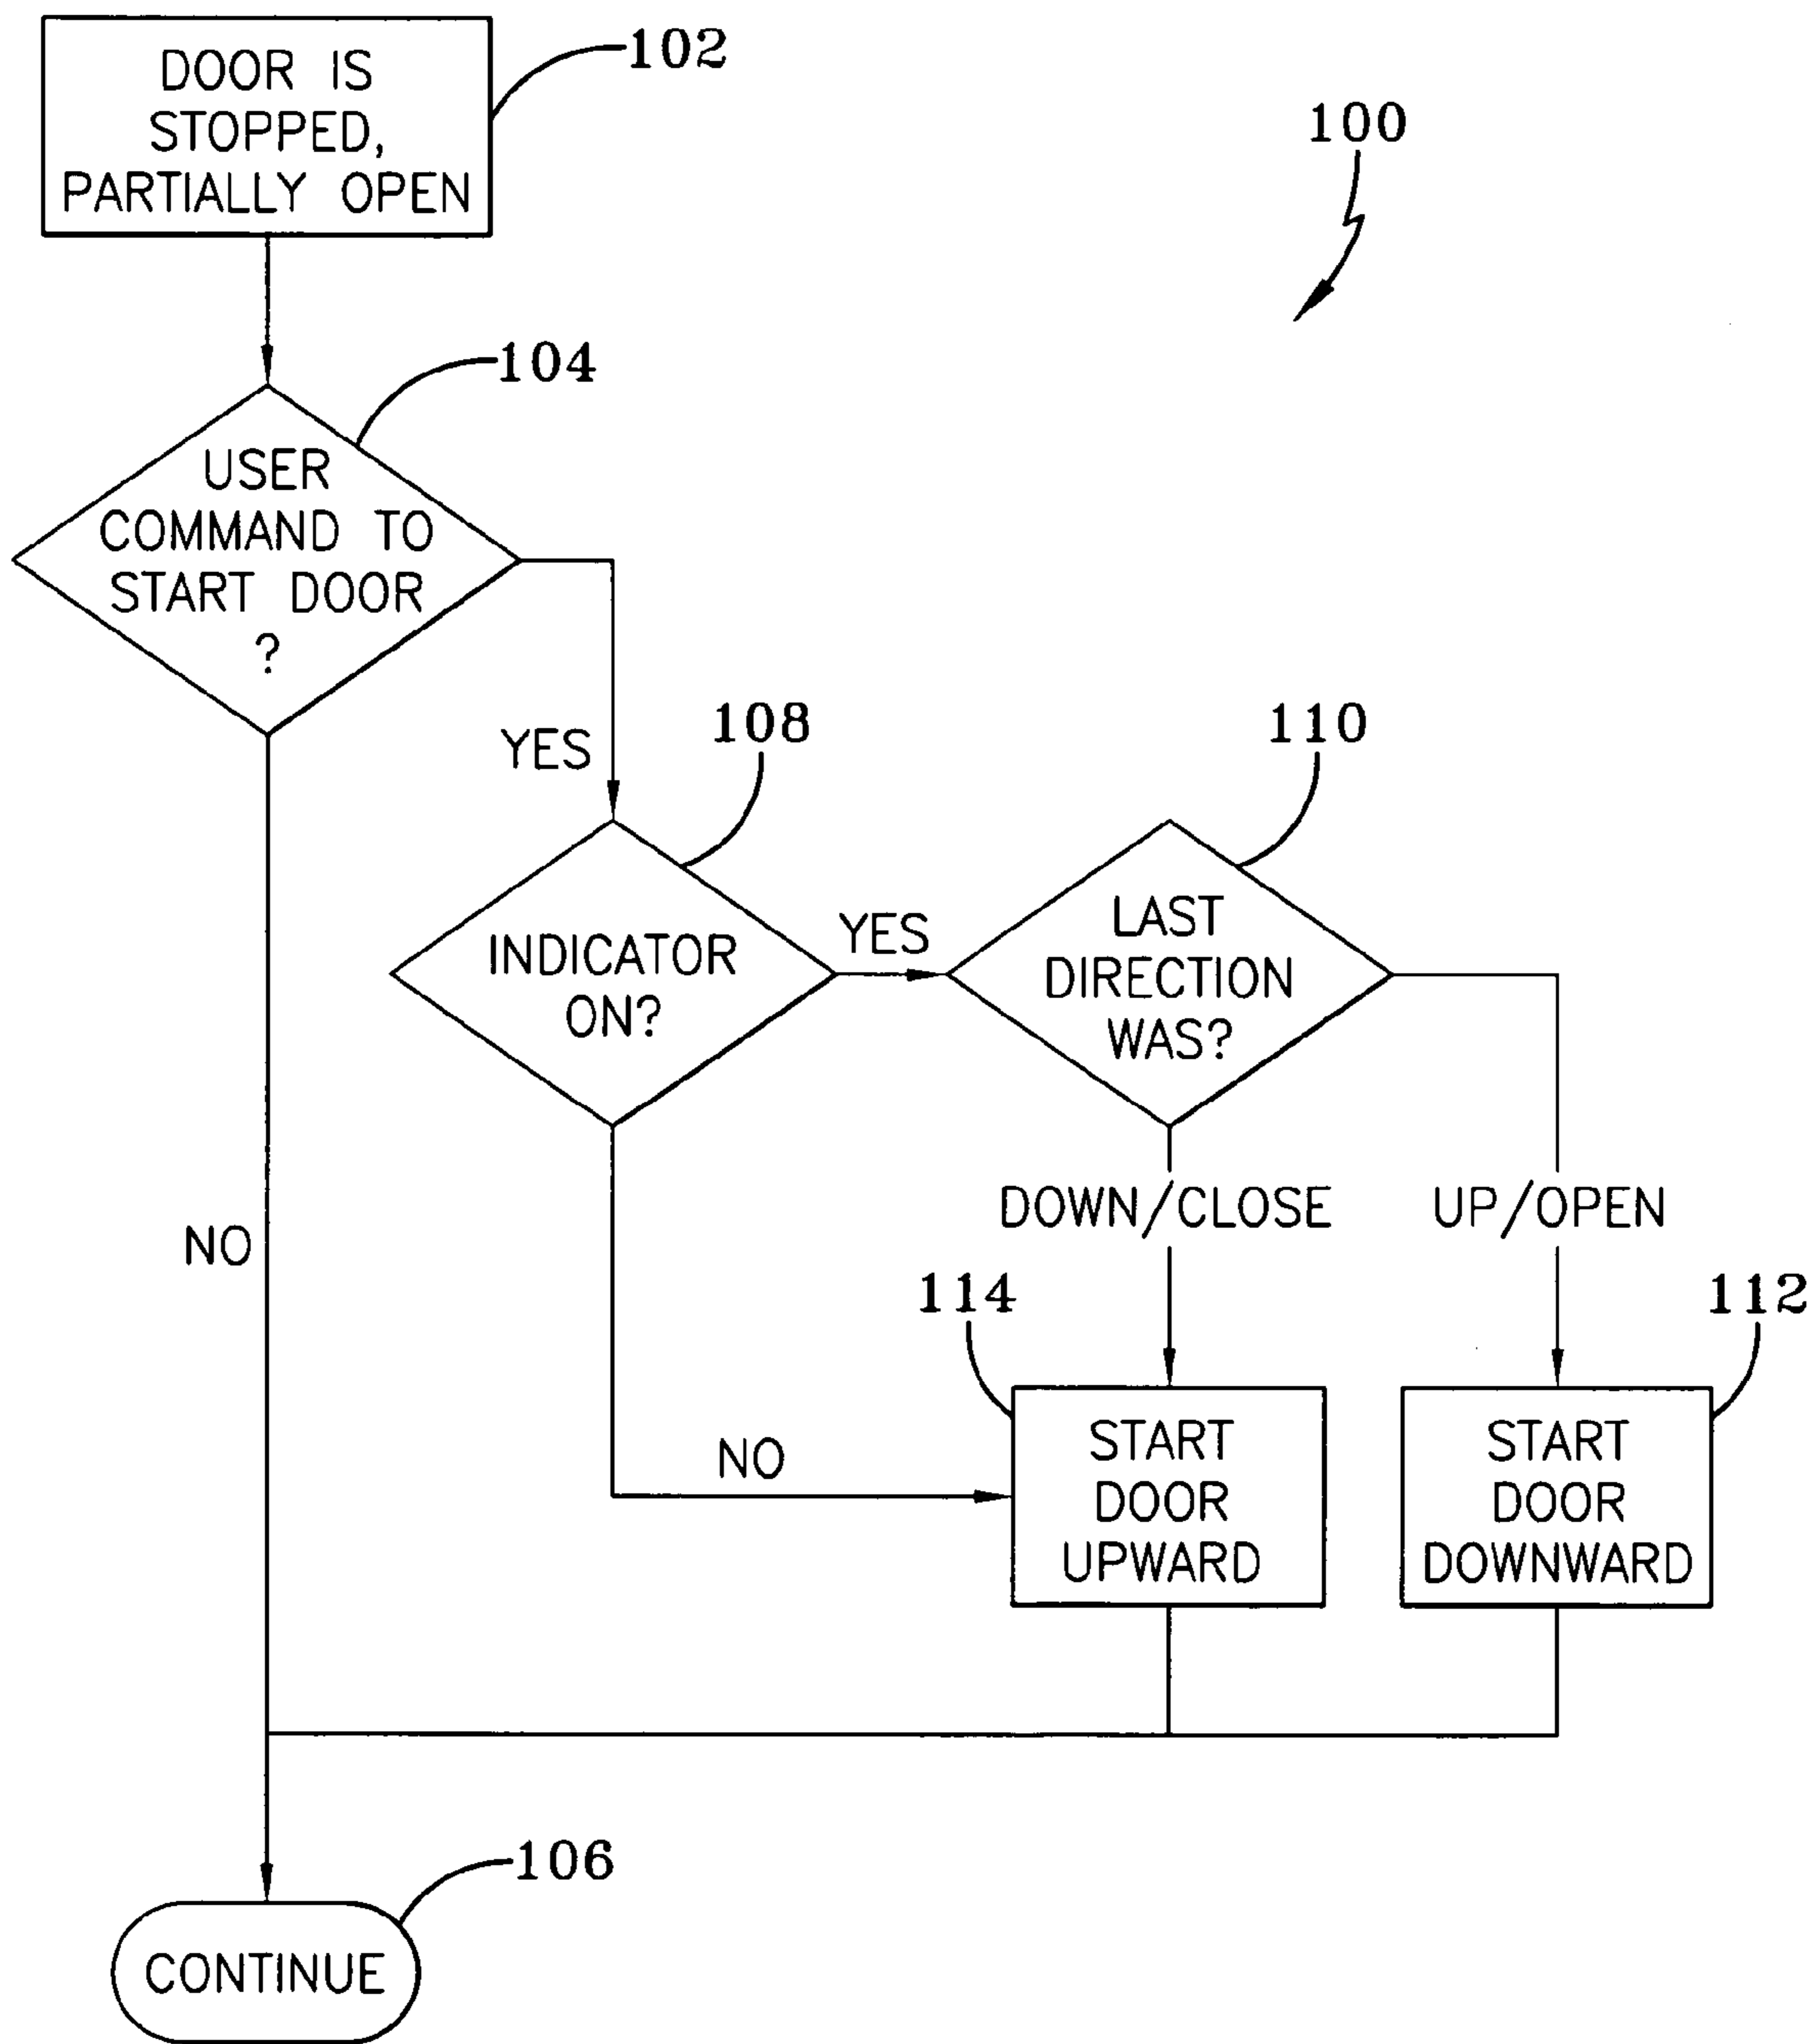 DOOR IS
STOPPED,
PARTIALLY OPEN
102
100
104
USER
COMMAND TO
START DOOR
?
YES
108
110
INDICATOR
ON?
YES
LAST
DIRECTION
WAS?
NO
DOWN/CLOSE
UP/OPEN
114
112
NO
START
DOOR
UPWARD
START
DOOR
DOWNWARD
106
CONTINUE